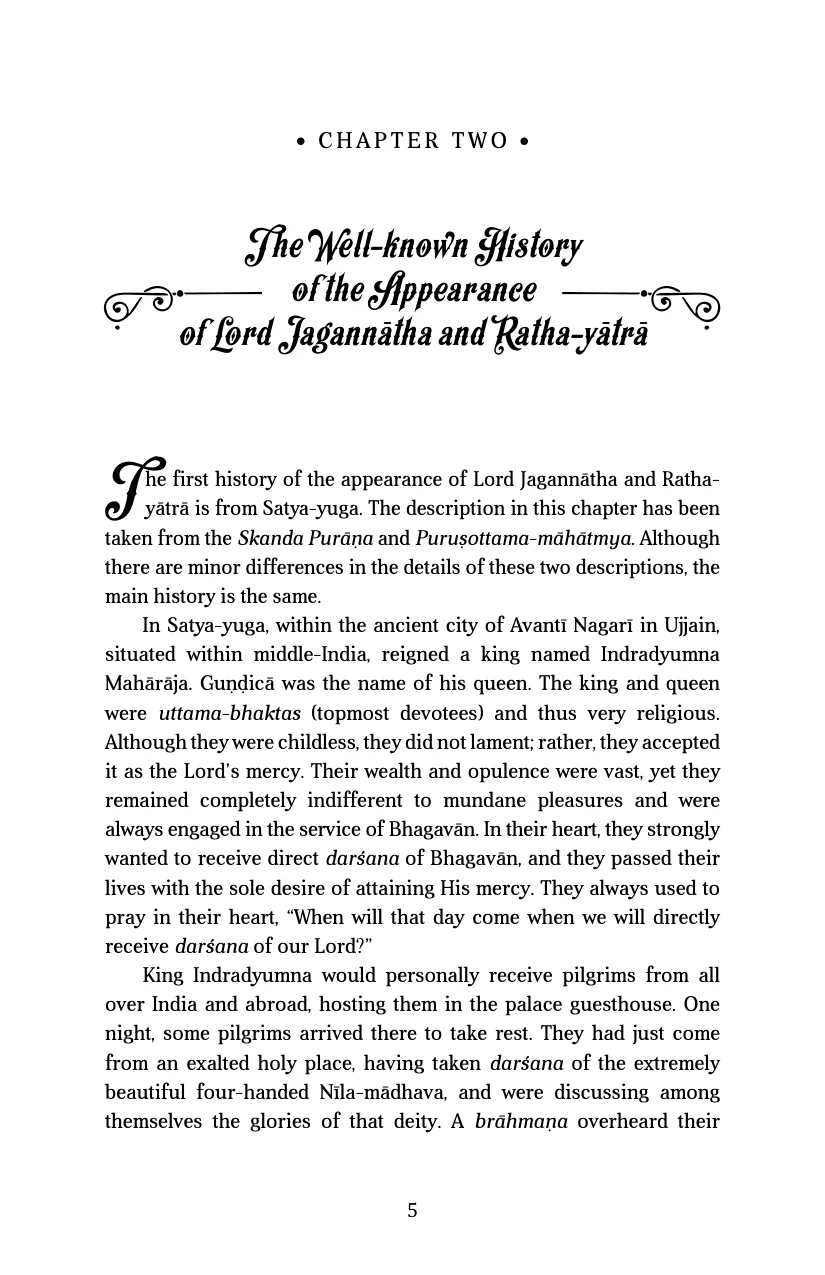 • CHAPTER TWO •
The Well-known History
of the Appearance
of Lord Jagannātha and Ratha-yātrā
The first history of the appearance of Lord Jagannātha and Ratha-
yātrā is from Satya-yuga. The description in this chapter has been
taken from the Skanda Purāṇa and Puruṣottama-māhātmya. Although
there are minor differences in the details of these two descriptions, the
main history is the same.
In Satya-yuga, within the ancient city of Avantī Nagarī in Ujjain,
situated within middle-India, reigned a king named Indradyumna
Mahārāja. Guṇḍicā was the name of his queen. The king and queen
were uttama-bhaktas (topmost devotees) and thus very religious.
Although they were childless, they did not lament; rather, they accepted
it as the Lord’s mercy. Their wealth and opulence were vast, yet they
remained completely indifferent to mundane pleasures and were
always engaged in the service of Bhagavān. In their heart, they strongly
wanted to receive direct darśana of Bhagavān, and they passed their
lives with the sole desire of attaining His mercy. They always used to
pray in their heart, “When will that day come when we will directly
receive darśana of our Lord?”
King Indradyumna would personally receive pilgrims from all
over India and abroad, hosting them in the palace guesthouse. One
night, some pilgrims arrived there to take rest. They had just come
from an exalted holy place, having taken darśana of the extremely
beautiful four-handed Nīla-mādhava, and were discussing among
themselves the glories of that deity. A brāhmaṇa overheard their
5